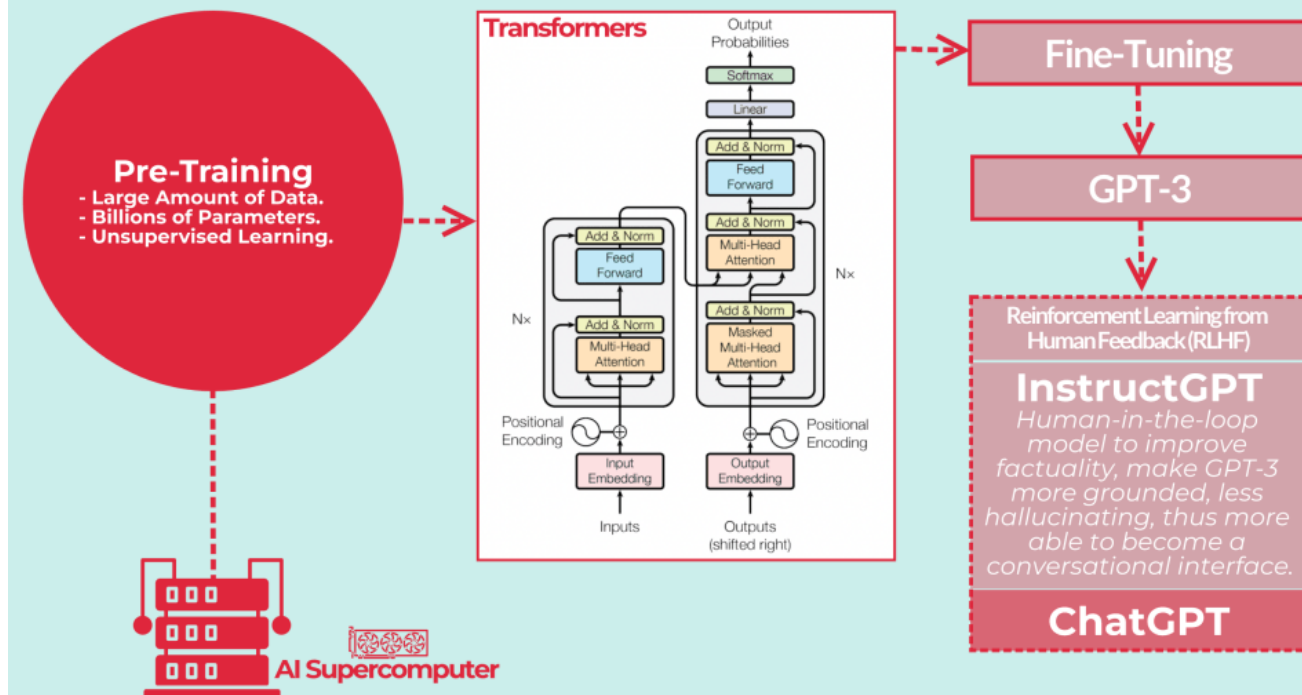 Pre-Training
- Large Amount of Data.
- Billions of Parameters.
- Unsupervised Learning.
AI Supercomputer
Transformers
Output
Probabilities
Softmax
Linear
Add & Norm
Feed
Forward
Add & Norm
Multi-Head
Attention
Nx
Add & Norm
Masked
Multi-Head
Attention
Positional
Encoding
Output
Embedding
Outputs
(shifted right)
Add & Norm
Feed
Forward
Nx
Add & Norm
Multi-Head
Attention
Positional
Encoding
Input
Embedding
Inputs
Fine-Tuning
GPT-3
Reinforcement Learning from
Human Feedback (RLHF)
InstructGPT
Human-in-the-loop
model to improve
factuality, make GPT-3
more grounded, less
hallucinating, thus more
able to become a
conversational interface.
ChatGPT